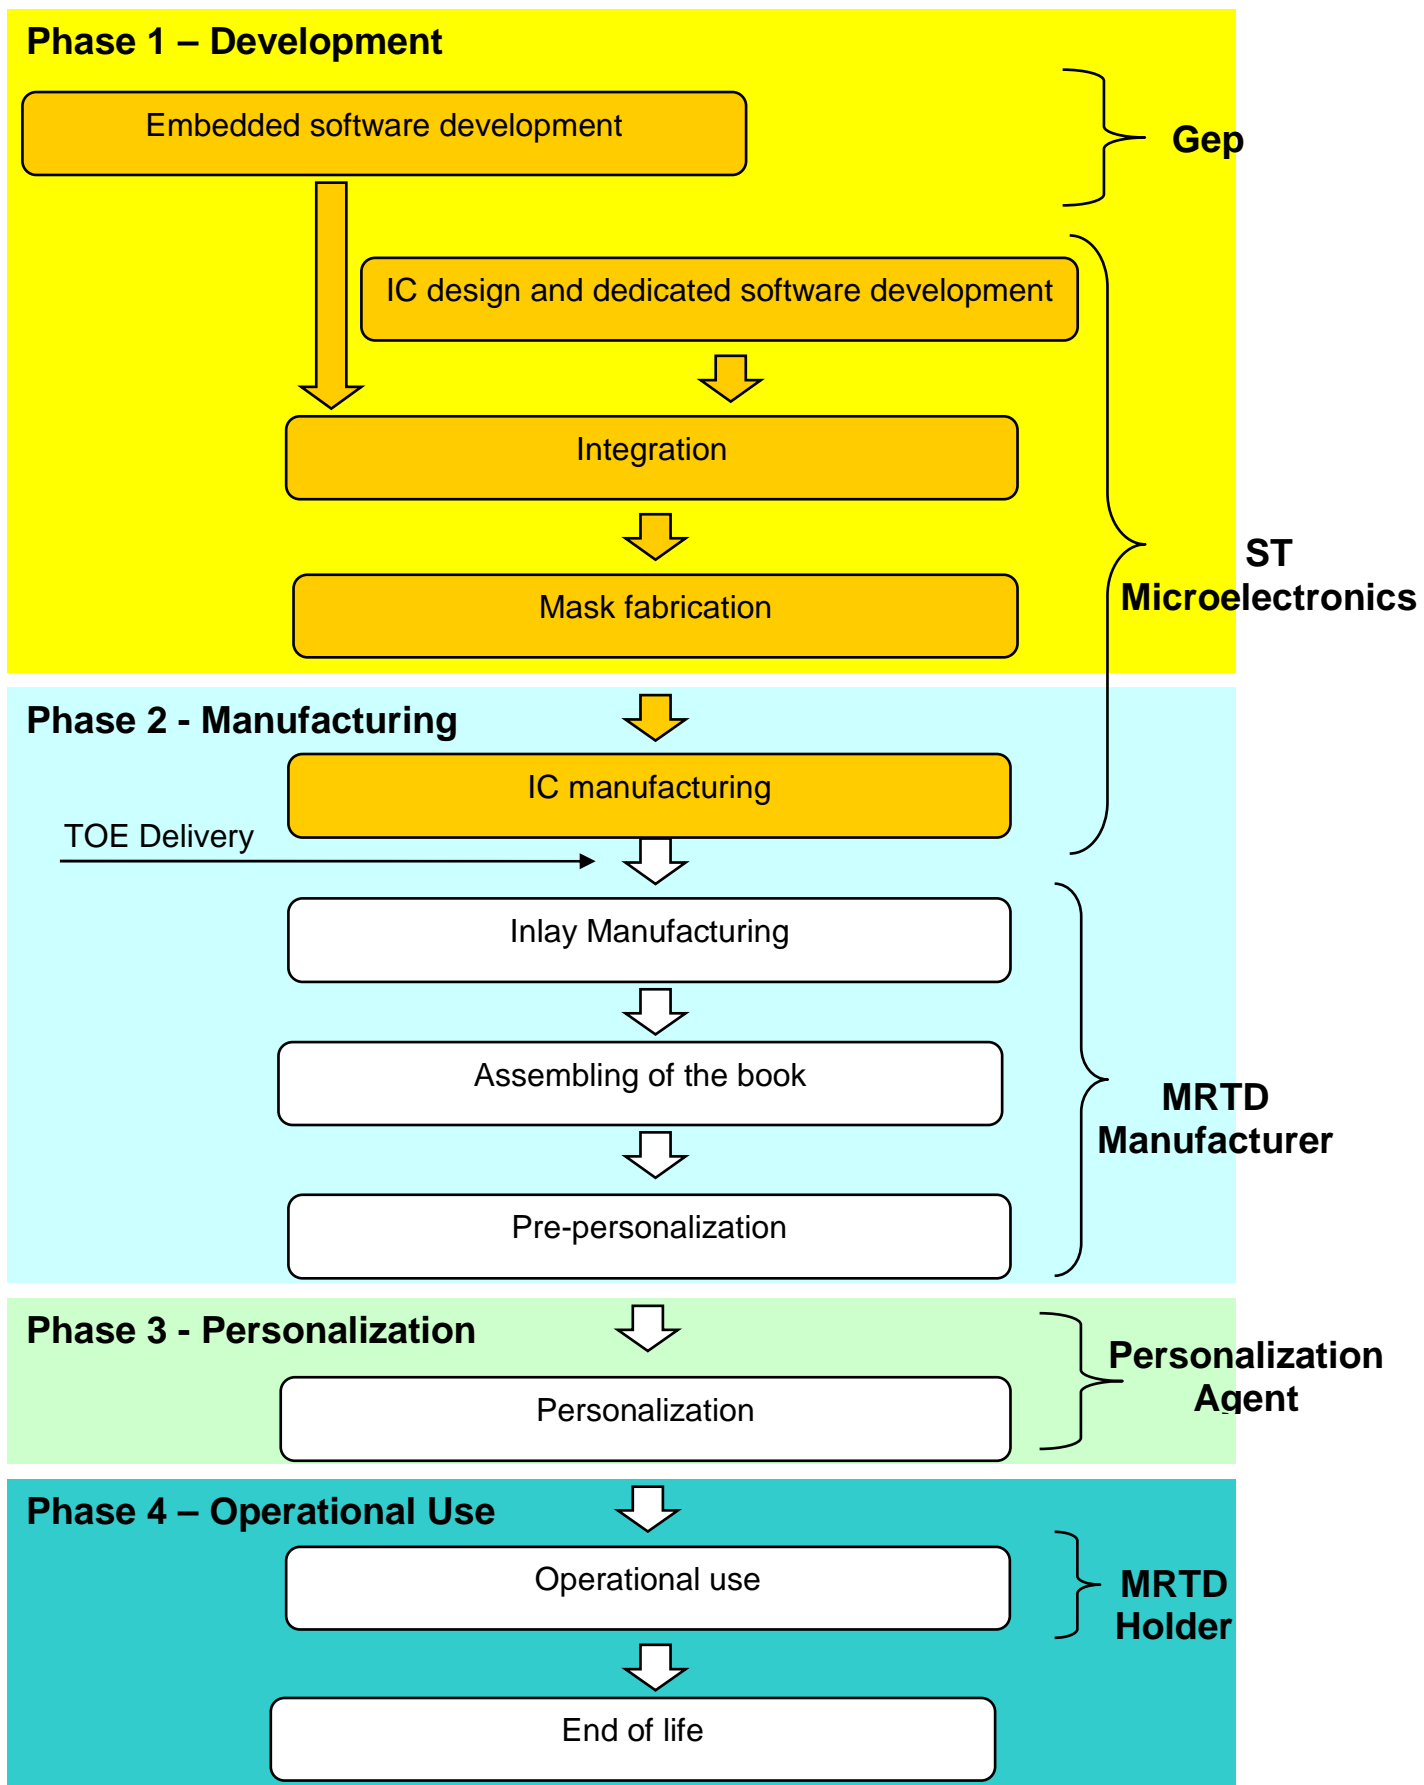 Phase 1 – Development
Embedded software development
Gep
IC design and dedicated software development
Integration
ST
Microelectronics
Mask fabrication
Phase 2 - Manufacturing
IC manufacturing
TOE Delivery
Inlay Manufacturing
Assembling of the book
MRTD
Manufacturer
Pre-personalization
Phase 3 - Personalization
Personalization
Agent
Personalization
Phase 4 – Operational Use
Operational use
MRTD
Holder
End of life